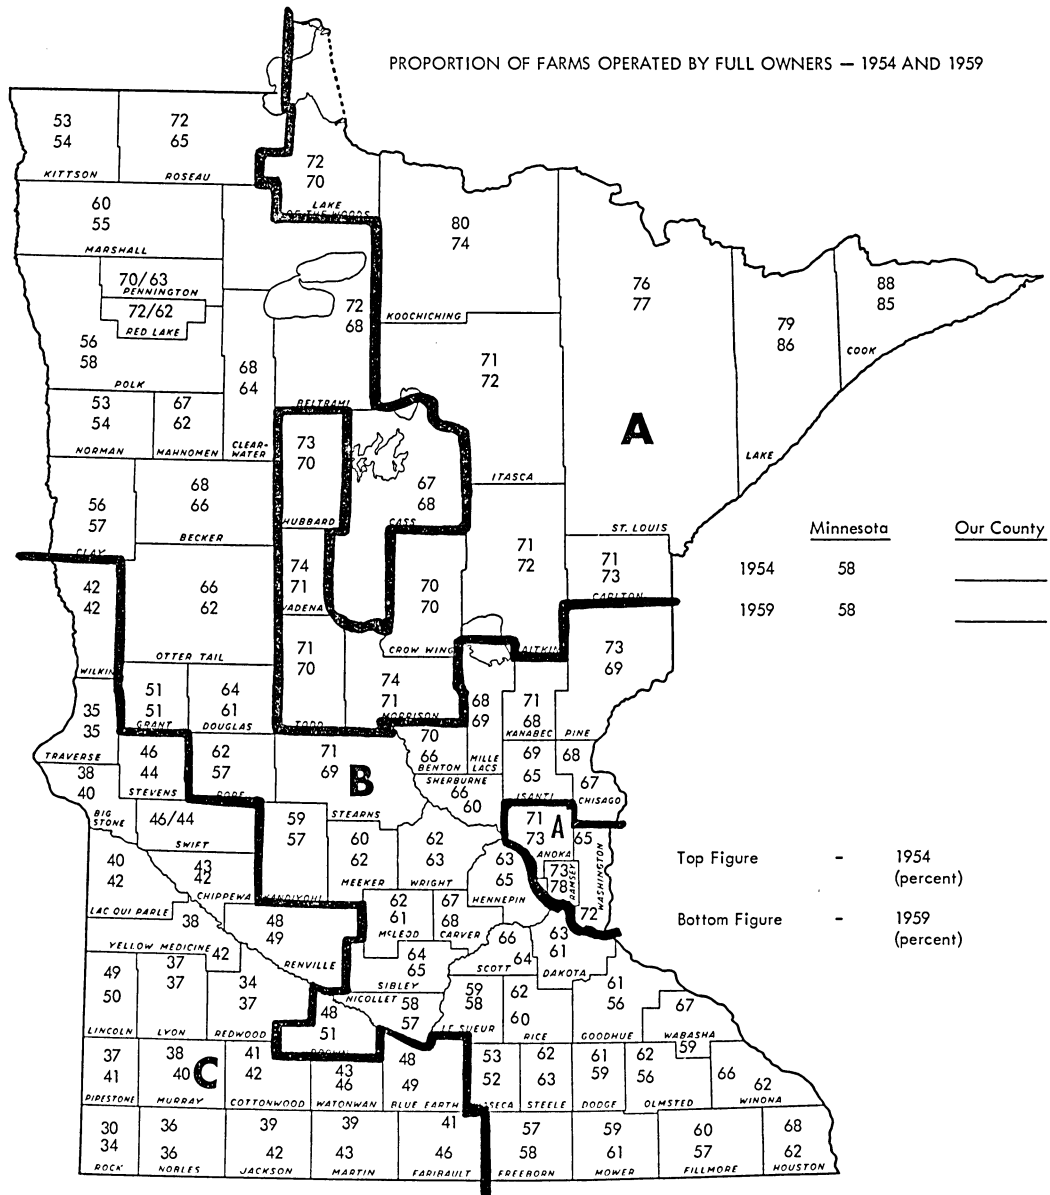 PROPORTION OF FARMS OPERATED BY FULL OWNERS — 1954 AND 1959
53
54
KITTSON
72
65
ROSEAU
72
70
LAKE
OF THE WOODS
60
55
MARSHALL
80
74
KOOCHICHING
76
77
ST. LOUIS
79
86
LAKE
88
85
COOK
70/63
PENNINGTON
72/62
RED LAKE
56
58
POLK
72
68
BELTRAMI
68
64
CLEAR-
WATER
71
72
ITASCA
A
53
54
NORMAN
67
62
MAHNOMEN
73
70
HUBBARD
67
68
CASS
56
57
CLAY
68
66
BECKER
Minnesota
Our County
1954
58
1959
58
42
42
WILKIN
66
62
OTTER TAIL
74
71
WADENA
70
70
CROW WING
71
72
AITKIN
71
73
CARLTON
71
70
TODD
74
71
MORRISON
68
69
MILLE
LACS
71
68
KANABEC
73
69
PINE
35
35
TRAVERSE
51
51
GRANT
64
61
DOUGLAS
38
40
BIG
STONE
46
44
STEVENS
62
57
POPE
71
69
STEARNS
B
70
66
BENTON
SHERBURNE
66
60
69
65
ISANTI
68
67
CHISAGO
46/44
SWIFT
59
57
KANDIYOHI
60
62
MEEKER
62
63
WRIGHT
63
65
HENNEPIN
71
73
A
ANOKA
73
78
RAMSEY
65
72
WASHINGTON
40
42
LAC QUI PARLE
43
42
CHIPPEWA
Top Figure
-
1954
(percent)
Bottom Figure
-
1959
(percent)
38
42
YELLOW MEDICINE
48
49
RENVILLE
62
61
McLEOD
67
68
CARVER
64
65
SIBLEY
66
64
SCOTT
63
61
DAKOTA
49
50
LINCOLN
37
37
LYON
34
37
REDWOOD
48
51
BROWN
NICOLLET
58
57
59
58
LE SUEUR
62
60
RICE
61
56
GOODHUE
67
59
WABASHA
37
41
PIPESTONE
38
40
MURRAY
C
41
42
COTTONWOOD
43
46
WATONWAN
48
49
BLUE EARTH
53
52
WASECA
62
63
STEELE
61
59
DODGE
62
56
OLMSTED
66
62
WINONA
30
34
ROCK
36
36
NOBLES
39
42
JACKSON
39
43
MARTIN
41
46
FARIBAULT
57
58
FREEBORN
59
61
MOWER
60
57
FILLMORE
68
62
HOUSTON